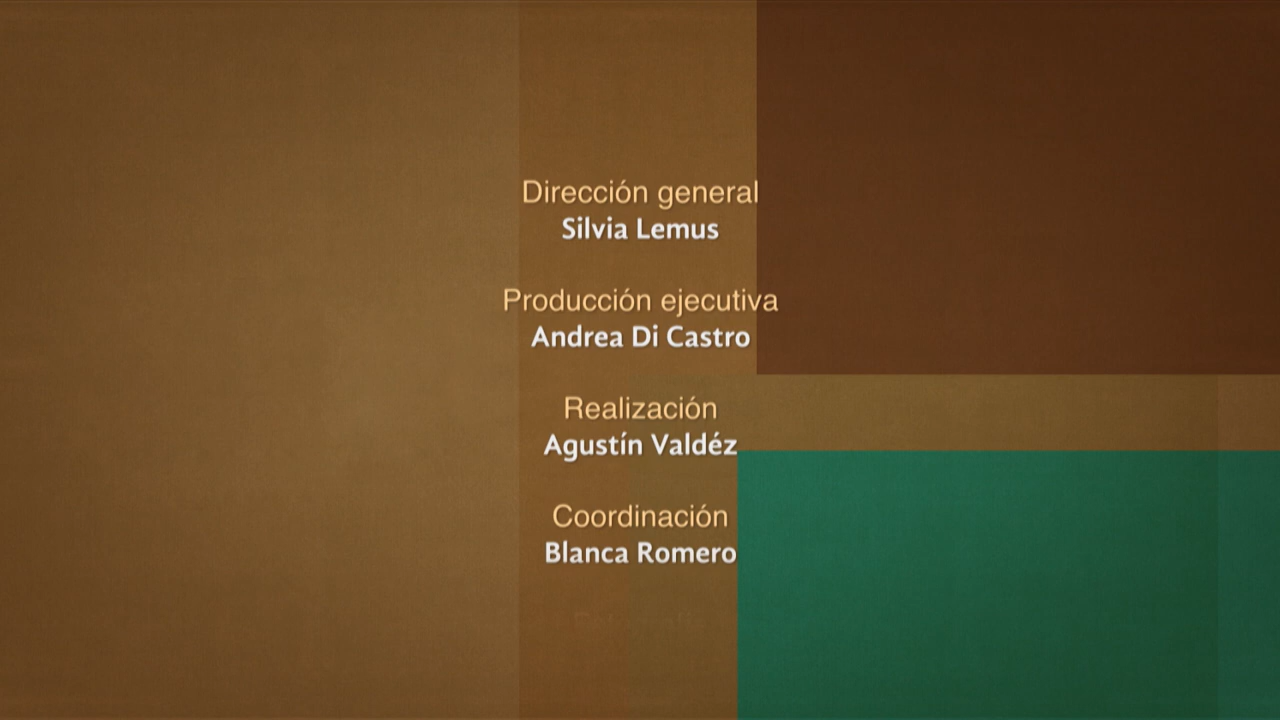 Dirección general
Silvia Lemus
Producción ejecutiva
Andrea Di Castro
Realización
Agustín Valdéz
Coordinación
Blanca Romero